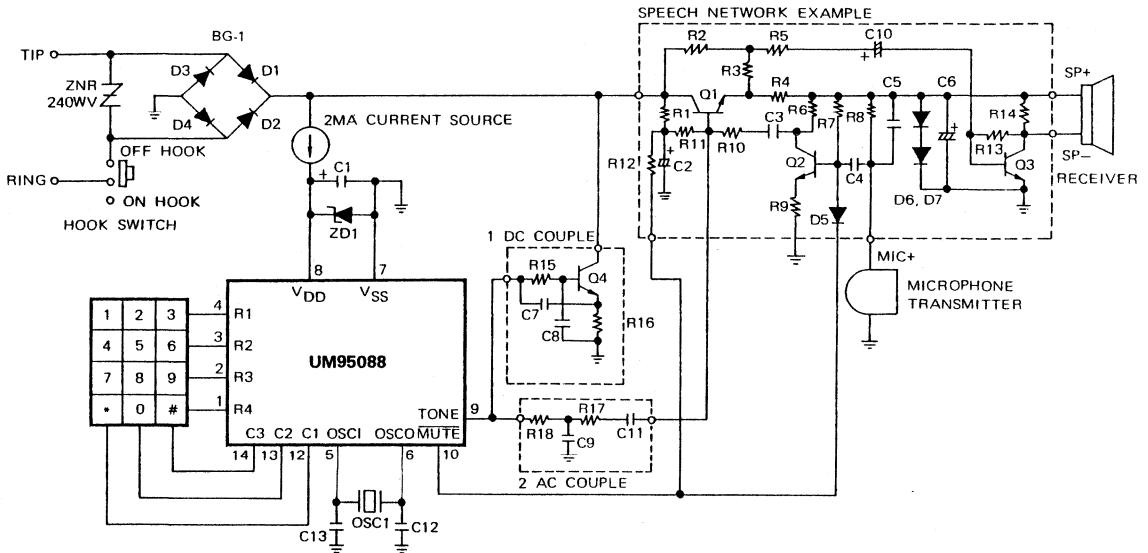 SPEECH NETWORK EXAMPLE
TIP
ZNR
240WV
BG-1
D3
D1
D4
D2
OFF HOOK
RING
ON HOOK
HOOK SWITCH
2MA CURRENT SOURCE
C1
ZD1
8
7
VDD
VSS
R2
R5
C10
+
R3
Q1
R4
R1
R11
R10
C3
R6
R7
R8
C5
C6
+
R14
R13
Q3
SP+
SP–
RECEIVER
R12
+
C2
Q2
C4
R9
D5
D6, D7
MIC+
MICROPHONE
TRANSMITTER
1 DC COUPLE
R15
Q4
C7
C8
R16
+
1 2 3
4 5 6
7 8 9
* 0 #
4 R1
3 R2
2 R3
1 R4
UM95088
TONE 9
C3 C2 C1 OSCI OSCO MUTE
14 13 12 5 6 10
R18
R17
C9
C11
2 AC COUPLE
C13
OSC1
C12